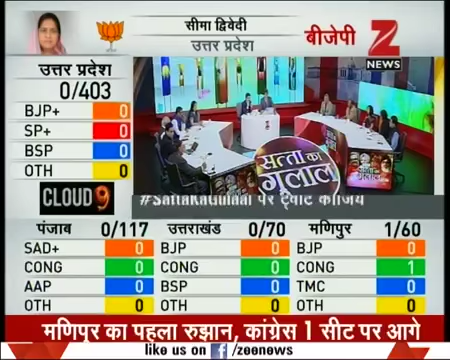 सीमा द्विवेदी
उत्तर प्रदेश
बीजेपी
Z
NEWS
उत्तर प्रदेश
0/403
BJP+ 0
SP+ 0
BSP 0
OTH 0
CLOUD 9
सत्ता का
गुलाल
#SattaKaGulaal पर ट्वीट कीजिये
पंजाब 0/117
SAD+ 0
CONG 0
AAP 0
OTH 0
उत्तराखंड 0/70
BJP 0
CONG 0
BSP 0
OTH 0
मणिपुर 1/60
BJP 0
CONG 1
TMC 0
OTH 0
मणिपुर का पहला रुझान, कांग्रेस 1 सीट पर आगे
like us on f/zeenews